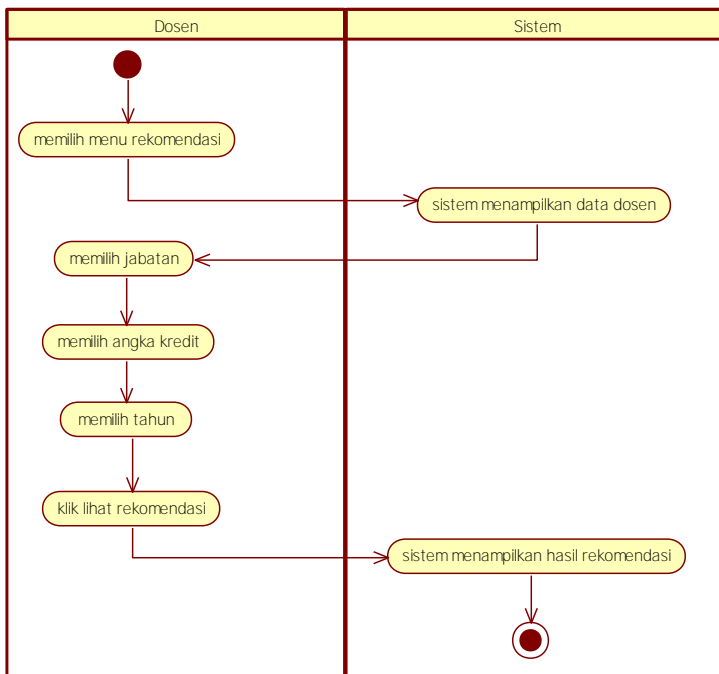 Dosen
Sistem
memilih menu rekomendasi
sistem menampilkan data dosen
memilih jabatan
memilih angka kredit
memilih tahun
klik lihat rekomendasi
sistem menampilkan hasil rekomendasi